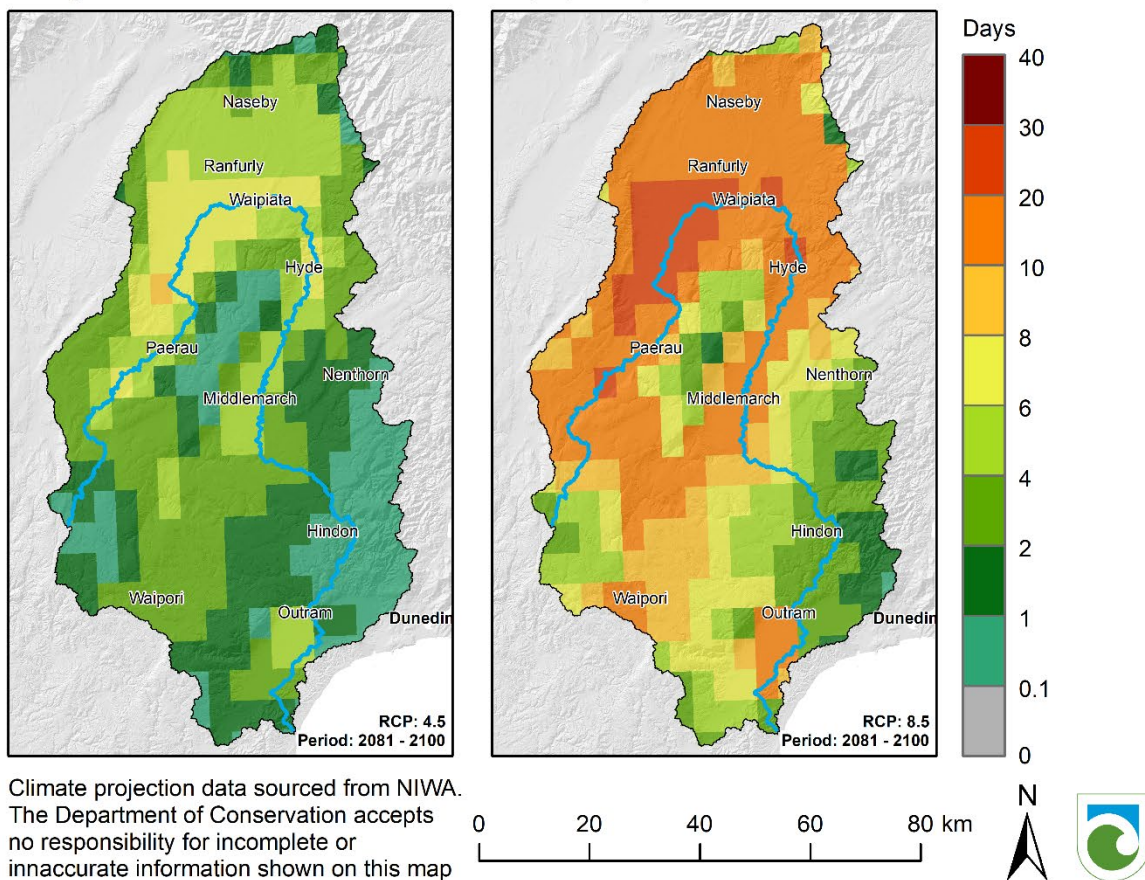 Naseby
Ranfurly
Waipiata
Hyde
Paerau
Nenthorn
Middlemarch
Hindon
Waipori
Outram
Dunedin
RCP: 4.5
Period: 2081 - 2100
Naseby
Ranfurly
Waipiata
Hyde
Paerau
Nenthorn
Middlemarch
Hindon
Waipori
Outram
Dunedin
RCP: 8.5
Period: 2081 - 2100
Days
40
30
20
10
8
6
4
2
1
0.1
0
Climate projection data sourced from NIWA.
The Department of Conservation accepts
no responsibility for incomplete or
innaccurate information shown on this map
0 20 40 60 80 km
N